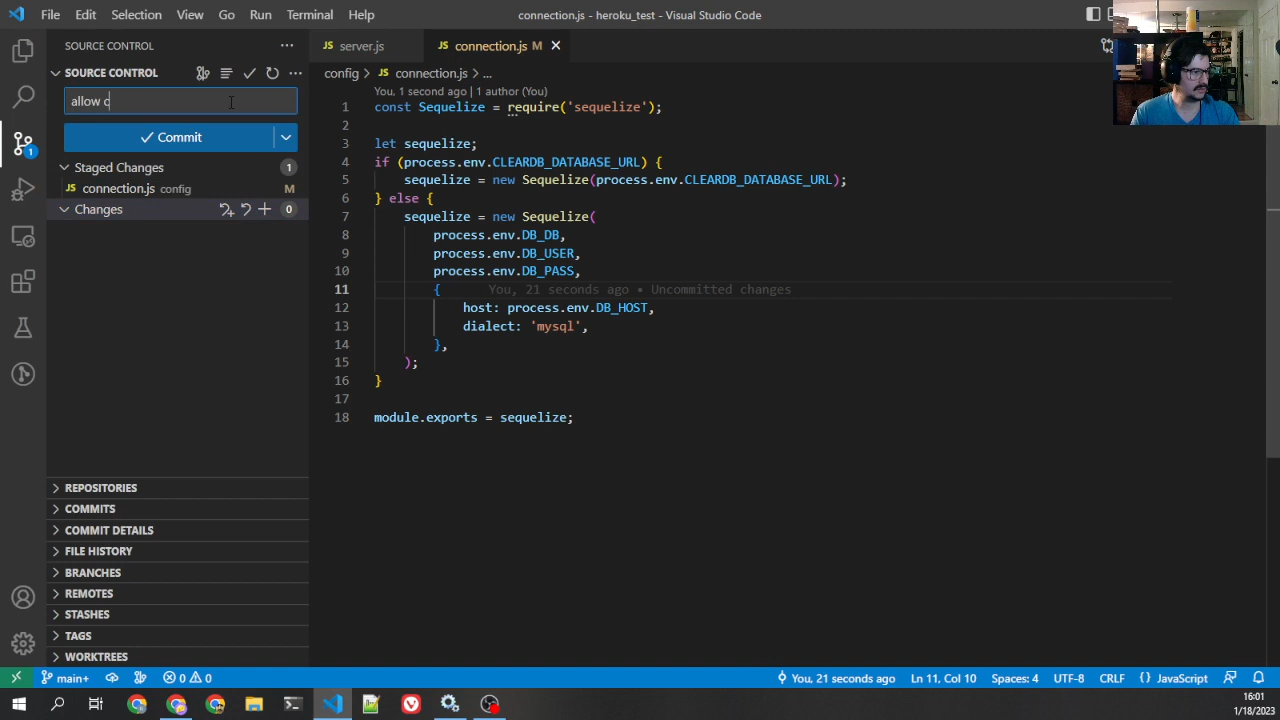 File Edit Selection View Go Run Terminal Help
connection.js - heroku_test - Visual Studio Code
SOURCE CONTROL
SOURCE CONTROL
allow c
Commit
Staged Changes 1
connection.js config M
Changes 0
REPOSITORIES
COMMITS
COMMIT DETAILS
FILE HISTORY
BRANCHES
REMOTES
STASHES
TAGS
WORKTREES
1
server.js connection.js M
config > connection.js > ...
You, 1 second ago | 1 author (You)
1 const Sequelize = require('sequelize');
2
3 let sequelize;
4 if (process.env.CLEARDB_DATABASE_URL) {
5 sequelize = new Sequelize(process.env.CLEARDB_DATABASE_URL);
6 } else {
7 sequelize = new Sequelize(
8 process.env.DB_DB,
9 process.env.DB_USER,
10 process.env.DB_PASS,
11 { You, 21 seconds ago • Uncommitted changes
12 host: process.env.DB_HOST,
13 dialect: 'mysql',
14 },
15 );
16 }
17
18 module.exports = sequelize;
main+ 0 0 You, 21 seconds ago Ln 11, Col 10 Spaces: 4 UTF-8 CRLF {} JavaScript
16:01
1/18/2023